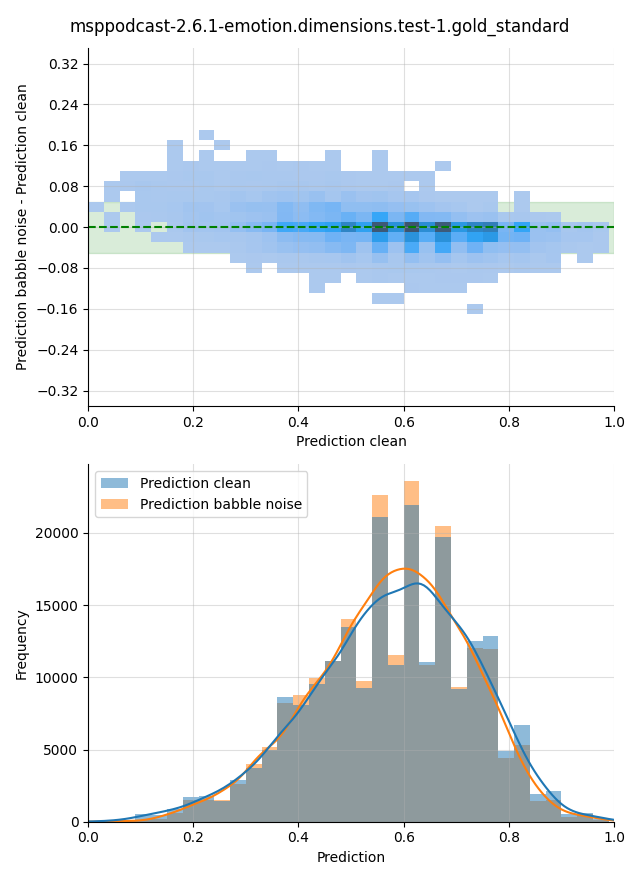 msppodcast-2.6.1-emotion.dimensions.test-1.gold_standard
Prediction babble noise - Prediction clean
0.32
0.24
0.16
0.08
0.00
−0.08
−0.16
−0.24
−0.32
0.0 0.2 0.4 0.6 0.8 1.0
Prediction clean
Prediction clean
Prediction babble noise
Frequency
20000
15000
10000
5000
0
0.0 0.2 0.4 0.6 0.8 1.0
Prediction